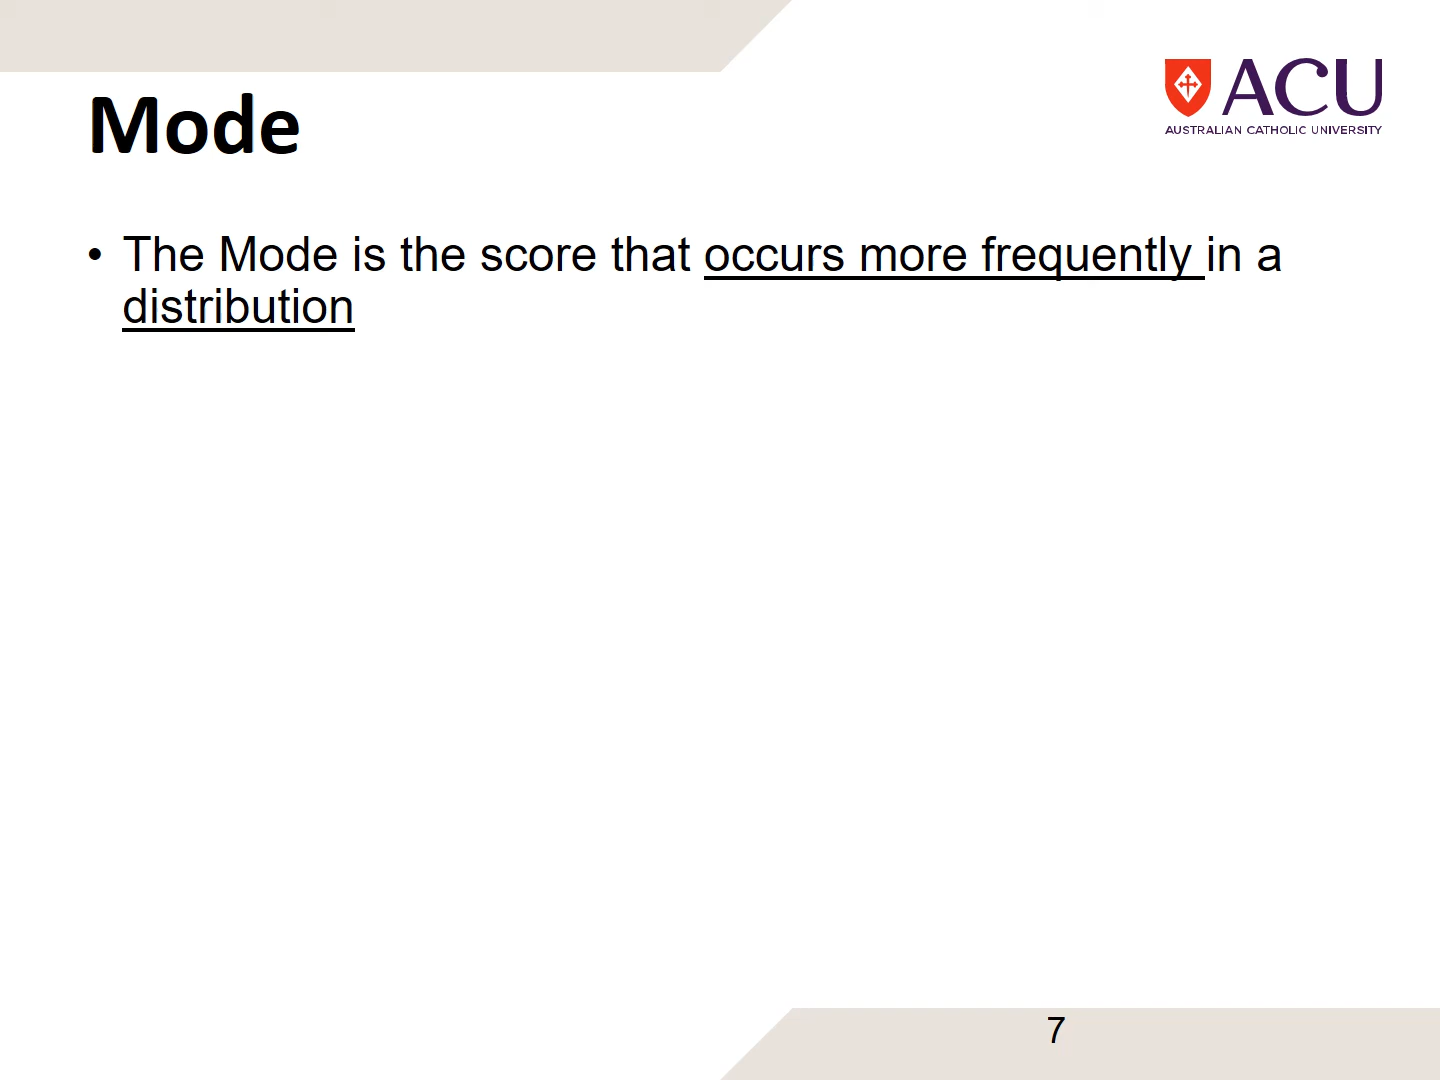 Mode
ACU
AUSTRALIAN CATHOLIC UNIVERSITY
• The Mode is the score that occurs more frequently in a
distribution
7